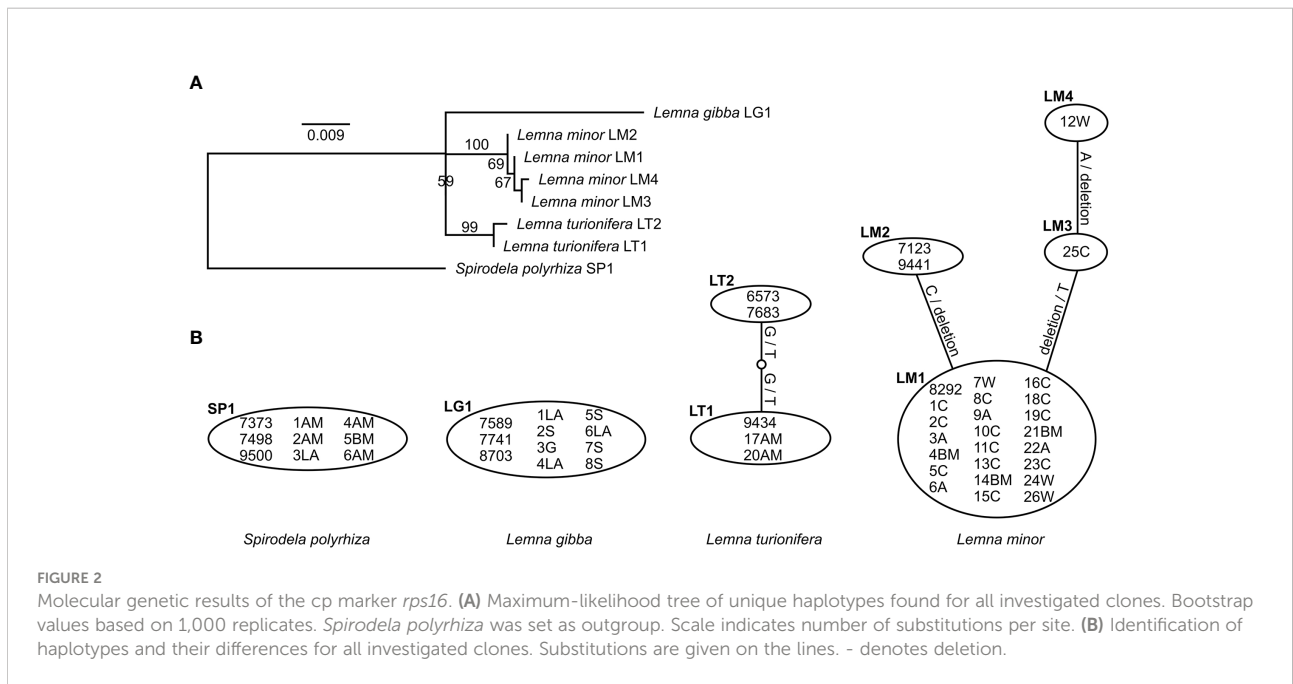 A
0.009
Lemna gibba LG1
100
Lemna minor LM2
69
Lemna minor LM1
59
67
Lemna minor LM4
Lemna minor LM3
99
Lemna turionifera LT2
Lemna turionifera LT1
Spirodela polyrhiza SP1
B
SP1
7373 1AM 4AM
7498 2AM 5BM
9500 3LA 6AM
Spirodela polyrhiza
LG1
7589
7741
8703
1LA 5S
2S 6LA
3G 7S
4LA 8S
Lemna gibba
LT2
6573
7683
G / T
G / T
LT1
9434
17AM
20AM
Lemna turionifera
LM4
12W
A / deletion
LM3
25C
deletion / T
LM2
7123
9441
C / deletion
LM1
8292
1C
2C
3A
4BM
5C
6A
7W
8C
9A
10C
11C
13C
14BM
15C
16C
18C
19C
21BM
22A
23C
24W
26W
Lemna minor
FIGURE 2
Molecular genetic results of the cp marker rps16. (A) Maximum-likelihood tree of unique haplotypes found for all investigated clones. Bootstrap
values based on 1,000 replicates. Spirodela polyrhiza was set as outgroup. Scale indicates number of substitutions per site. (B) Identification of
haplotypes and their differences for all investigated clones. Substitutions are given on the lines. - denotes deletion.